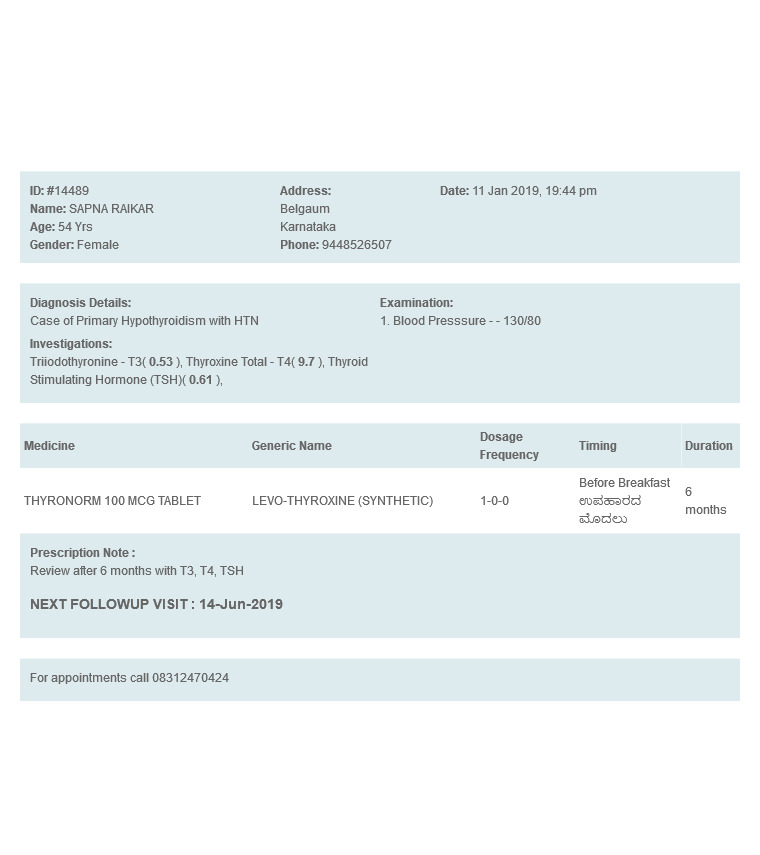 ID: #14489
Name: SAPNA RAIKAR
Age: 54 Yrs
Gender: Female
Address:
Belgaum
Karnataka
Phone: 9448526507
Date: 11 Jan 2019, 19:44 pm
Diagnosis Details:
Case of Primary Hypothyroidism with HTN
Examination:
1. Blood Presssure - - 130/80
Investigations:
Triiodothyronine - T3( 0.53 ), Thyroxine Total - T4( 9.7 ), Thyroid
Stimulating Hormone (TSH)( 0.61 ),
Medicine
Generic Name
Dosage
Frequency
Timing
Duration
THYRONORM 100 MCG TABLET
LEVO-THYROXINE (SYNTHETIC)
1-0-0
Before Breakfast
ಉಪಹಾರದ
ಮೊದಲು
6
months
Prescription Note :
Review after 6 months with T3, T4, TSH
NEXT FOLLOWUP VISIT : 14-Jun-2019
For appointments call 08312470424